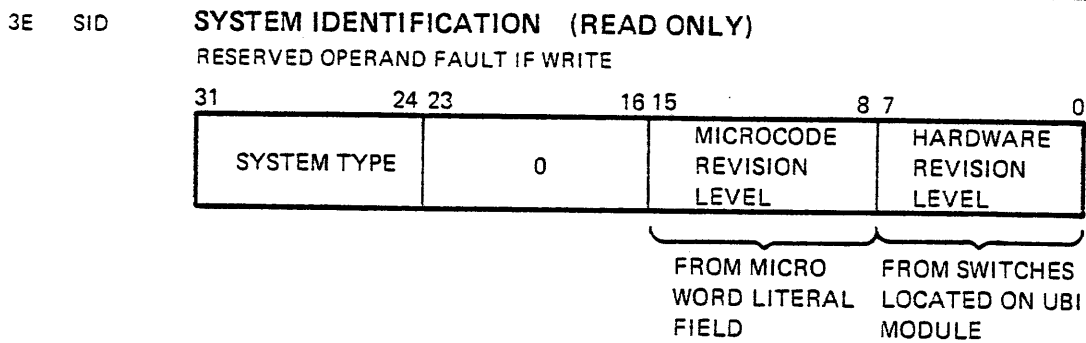 3E SID SYSTEM IDENTIFICATION (READ ONLY)
RESERVED OPERAND FAULT IF WRITE
31 24 23 16 15 8 7 0
SYSTEM TYPE 0 MICROCODE REVISION LEVEL HARDWARE REVISION LEVEL
FROM MICRO WORD LITERAL FIELD FROM SWITCHES LOCATED ON UBI MODULE